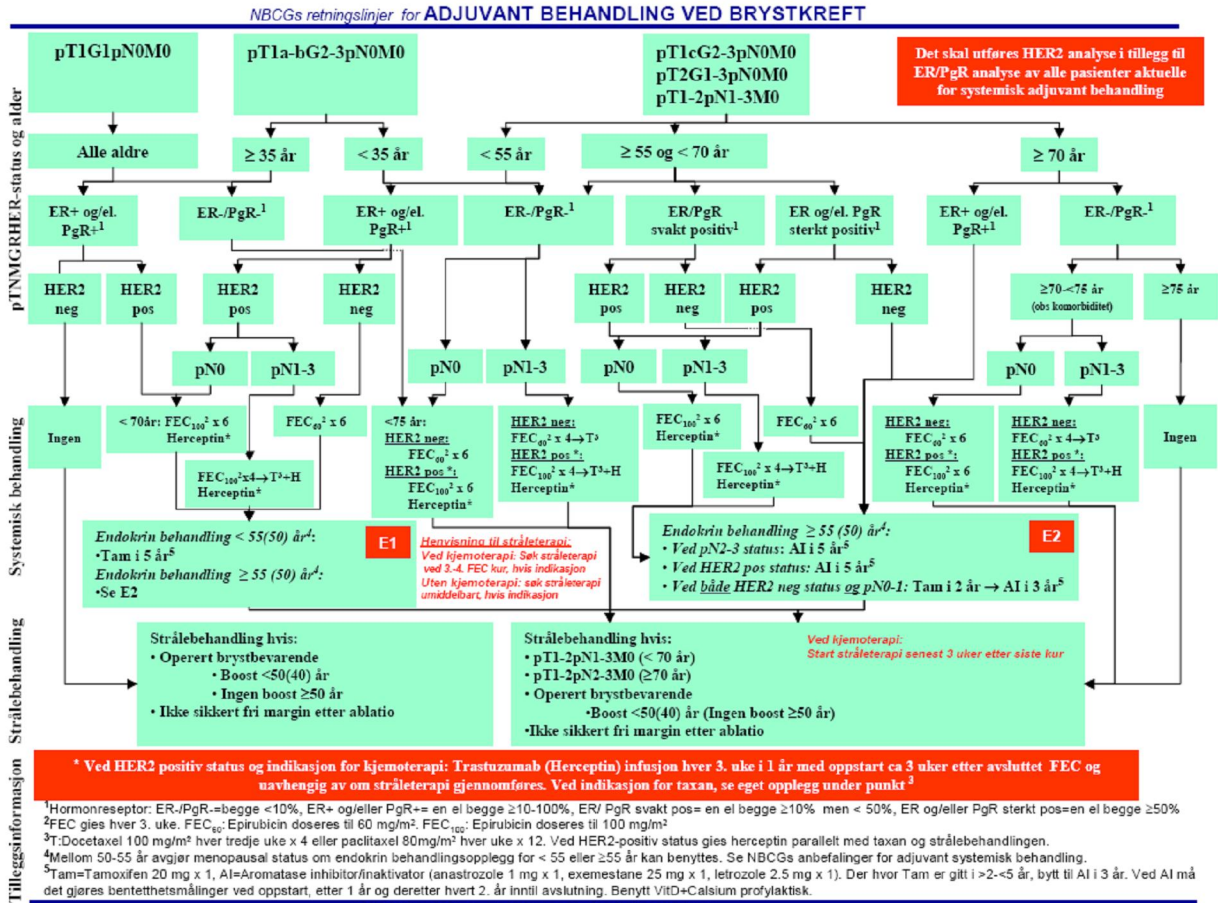 NBCGs retningslinjer for ADJUVANT BEHANDLING VED BRYSTKREFT
pT1G1pN0M0
pT1a-bG2-3pN0M0
pT1cG2-3pN0M0
pT2G1-3pN0M0
pT1-2pN1-3M0
Det skal utføres HER2 analyse i tillegg til
ER/PgR analyse av alle pasienter aktuelle
for systemisk adjuvant behandling
pTNMGRHER-status og alder
Alle aldre
≥ 35 år
< 35 år
< 55 år
≥ 55 og < 70 år
≥ 70 år
ER+ og/el.
PgR+¹
ER-/PgR-¹
ER+ og/el.
PgR+¹
ER-/PgR-¹
ER/PgR
svakt positiv¹
ER og/el. PgR
sterkt positiv¹
ER+ og/el.
PgR+¹
ER-/PgR-¹
HER2
neg
HER2
pos
HER2
pos
HER2
neg
HER2
pos
HER2
neg
HER2
pos
HER2
neg
≥70-<75 år
(obs komorbiditet)
≥75 år
pN0
pN1-3
pN0
pN1-3
pN0
pN1-3
pN0
pN1-3
Systemisk behandling
Ingen
< 70år: FEC₁₀₀² x 6
Herceptin*
FEC₁₀₀²x4→T³+H
Herceptin*
FEC₆₀² x 6
<75 år:
HER2 neg:
FEC₆₀² x 6
HER2 pos *:
FEC₁₀₀² x 6
Herceptin*
HER2 neg:
FEC₆₀² x 4→T³
HER2 pos *:
FEC₁₀₀² x 4→T³+H
Herceptin*
FEC₁₀₀² x 6
Herceptin*
FEC₁₀₀² x 4→T³+H
Herceptin*
FEC₆₀² x 6
HER2 neg:
FEC₆₀² x 6
HER2 pos *:
FEC₁₀₀² x 6
Herceptin*
HER2 neg:
FEC₆₀² x 4→T³
HER2 pos *:
FEC₁₀₀² x 4→T³+H
Herceptin*
Ingen
Endokrin behandling < 55(50) år⁴:
•Tam i 5 år⁵
Endokrin behandling ≥ 55 (50) år⁴:
•Se E2
E1
Henvisning til stråleterapi:
Ved kjemoterapi: Søk stråleterapi
ved 3.-4. FEC kur, hvis indikasjon
Uten kjemoterapi: søk stråleterapi
umiddelbart, hvis indikasjon
Endokrin behandling ≥ 55 (50) år⁴:
• Ved pN2-3 status: AI i 5 år⁵
• Ved HER2 pos status: AI i 5 år⁵
• Ved både HER2 neg status og pN0-1: Tam i 2 år → AI i 3 år⁵
E2
Strålebehandling
Strålebehandling hvis:
• Operert brystbevarende
• Boost <50(40) år
• Ingen boost ≥50 år
• Ikke sikkert fri margin etter ablatio
Strålebehandling hvis:
• pT1-2pN1-3M0 (< 70 år)
• pT1-2pN2-3M0 (≥70 år)
• Operert brystbevarende
•Boost <50(40) år (Ingen boost ≥50 år)
•Ikke sikkert fri margin etter ablatio
Ved kjemoterapi:
Start stråleterapi senest 3 uker etter siste kur
Tilleggsinformasjon
* Ved HER2 positiv status og indikasjon for kjemoterapi: Trastuzumab (Herceptin) infusjon hver 3. uke i 1 år med oppstart ca 3 uker etter avsluttet FEC og
uavhengig av om stråleterapi gjennomføres. Ved indikasjon for taxan, se eget opplegg under punkt ³
¹Hormonreseptor: ER-/PgR-=begge <10%, ER+ og/eller PgR+= en el begge ≥10-100%, ER/ PgR svakt pos= en el begge ≥10% men < 50%, ER og/eller PgR sterkt pos=en el begge ≥50%
²FEC gies hver 3. uke. FEC₆₀: Epirubicin doseres til 60 mg/m². FEC₁₀₀: Epirubicin doseres til 100 mg/m²
³T:Docetaxel 100 mg/m² hver tredje uke x 4 eller paclitaxel 80mg/m² hver uke x 12. Ved HER2-positiv status gies herceptin parallelt med taxan og strålebehandlingen.
⁴Mellom 50-55 år avgjør menopausal status om endokrin behandlingsopplegg for < 55 eller ≥55 år kan benyttes. Se NBCGs anbefalinger for adjuvant systemisk behandling.
⁵Tam=Tamoxifen 20 mg x 1, AI=Aromatase inhibitor/inaktivator (anastrozole 1 mg x 1, exemestane 25 mg x 1, letrozole 2.5 mg x 1). Der hvor Tam er gitt i >2-<5 år, bytt til AI i 3 år. Ved AI må
det gjøres bentetthetsmålinger ved oppstart, etter 1 år og deretter hvert 2. år inntil avslutning. Benytt VitD+Calsium profylaktisk.